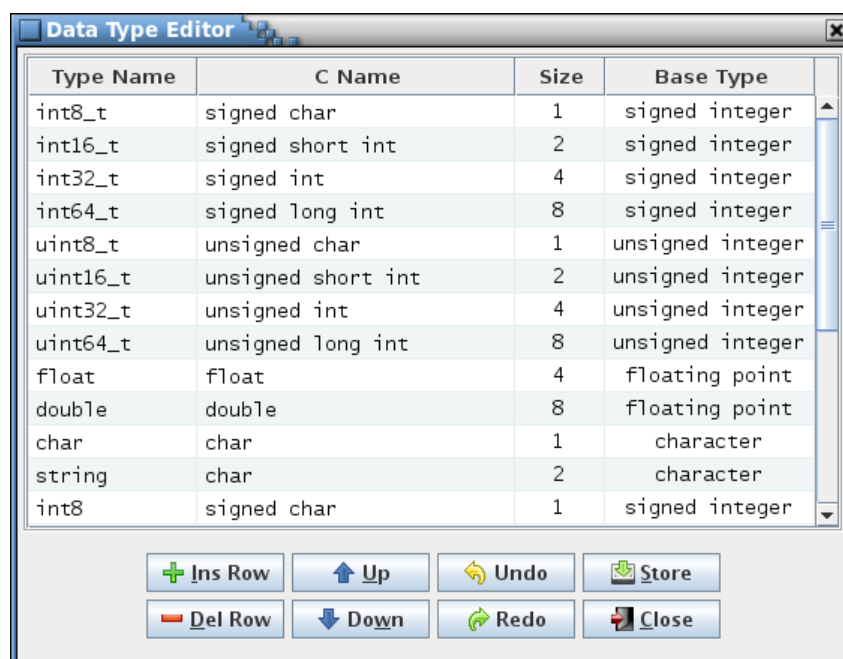 Data Type Editor
Type Name C Name Size Base Type
int8_t signed char 1 signed integer
int16_t signed short int 2 signed integer
int32_t signed int 4 signed integer
int64_t signed long int 8 signed integer
uint8_t unsigned char 1 unsigned integer
uint16_t unsigned short int 2 unsigned integer
uint32_t unsigned int 4 unsigned integer
uint64_t unsigned long int 8 unsigned integer
float float 4 floating point
double double 8 floating point
char char 1 character
string char 2 character
int8 signed char 1 signed integer
Ins Row Up Undo Store
Del Row Down Redo Close